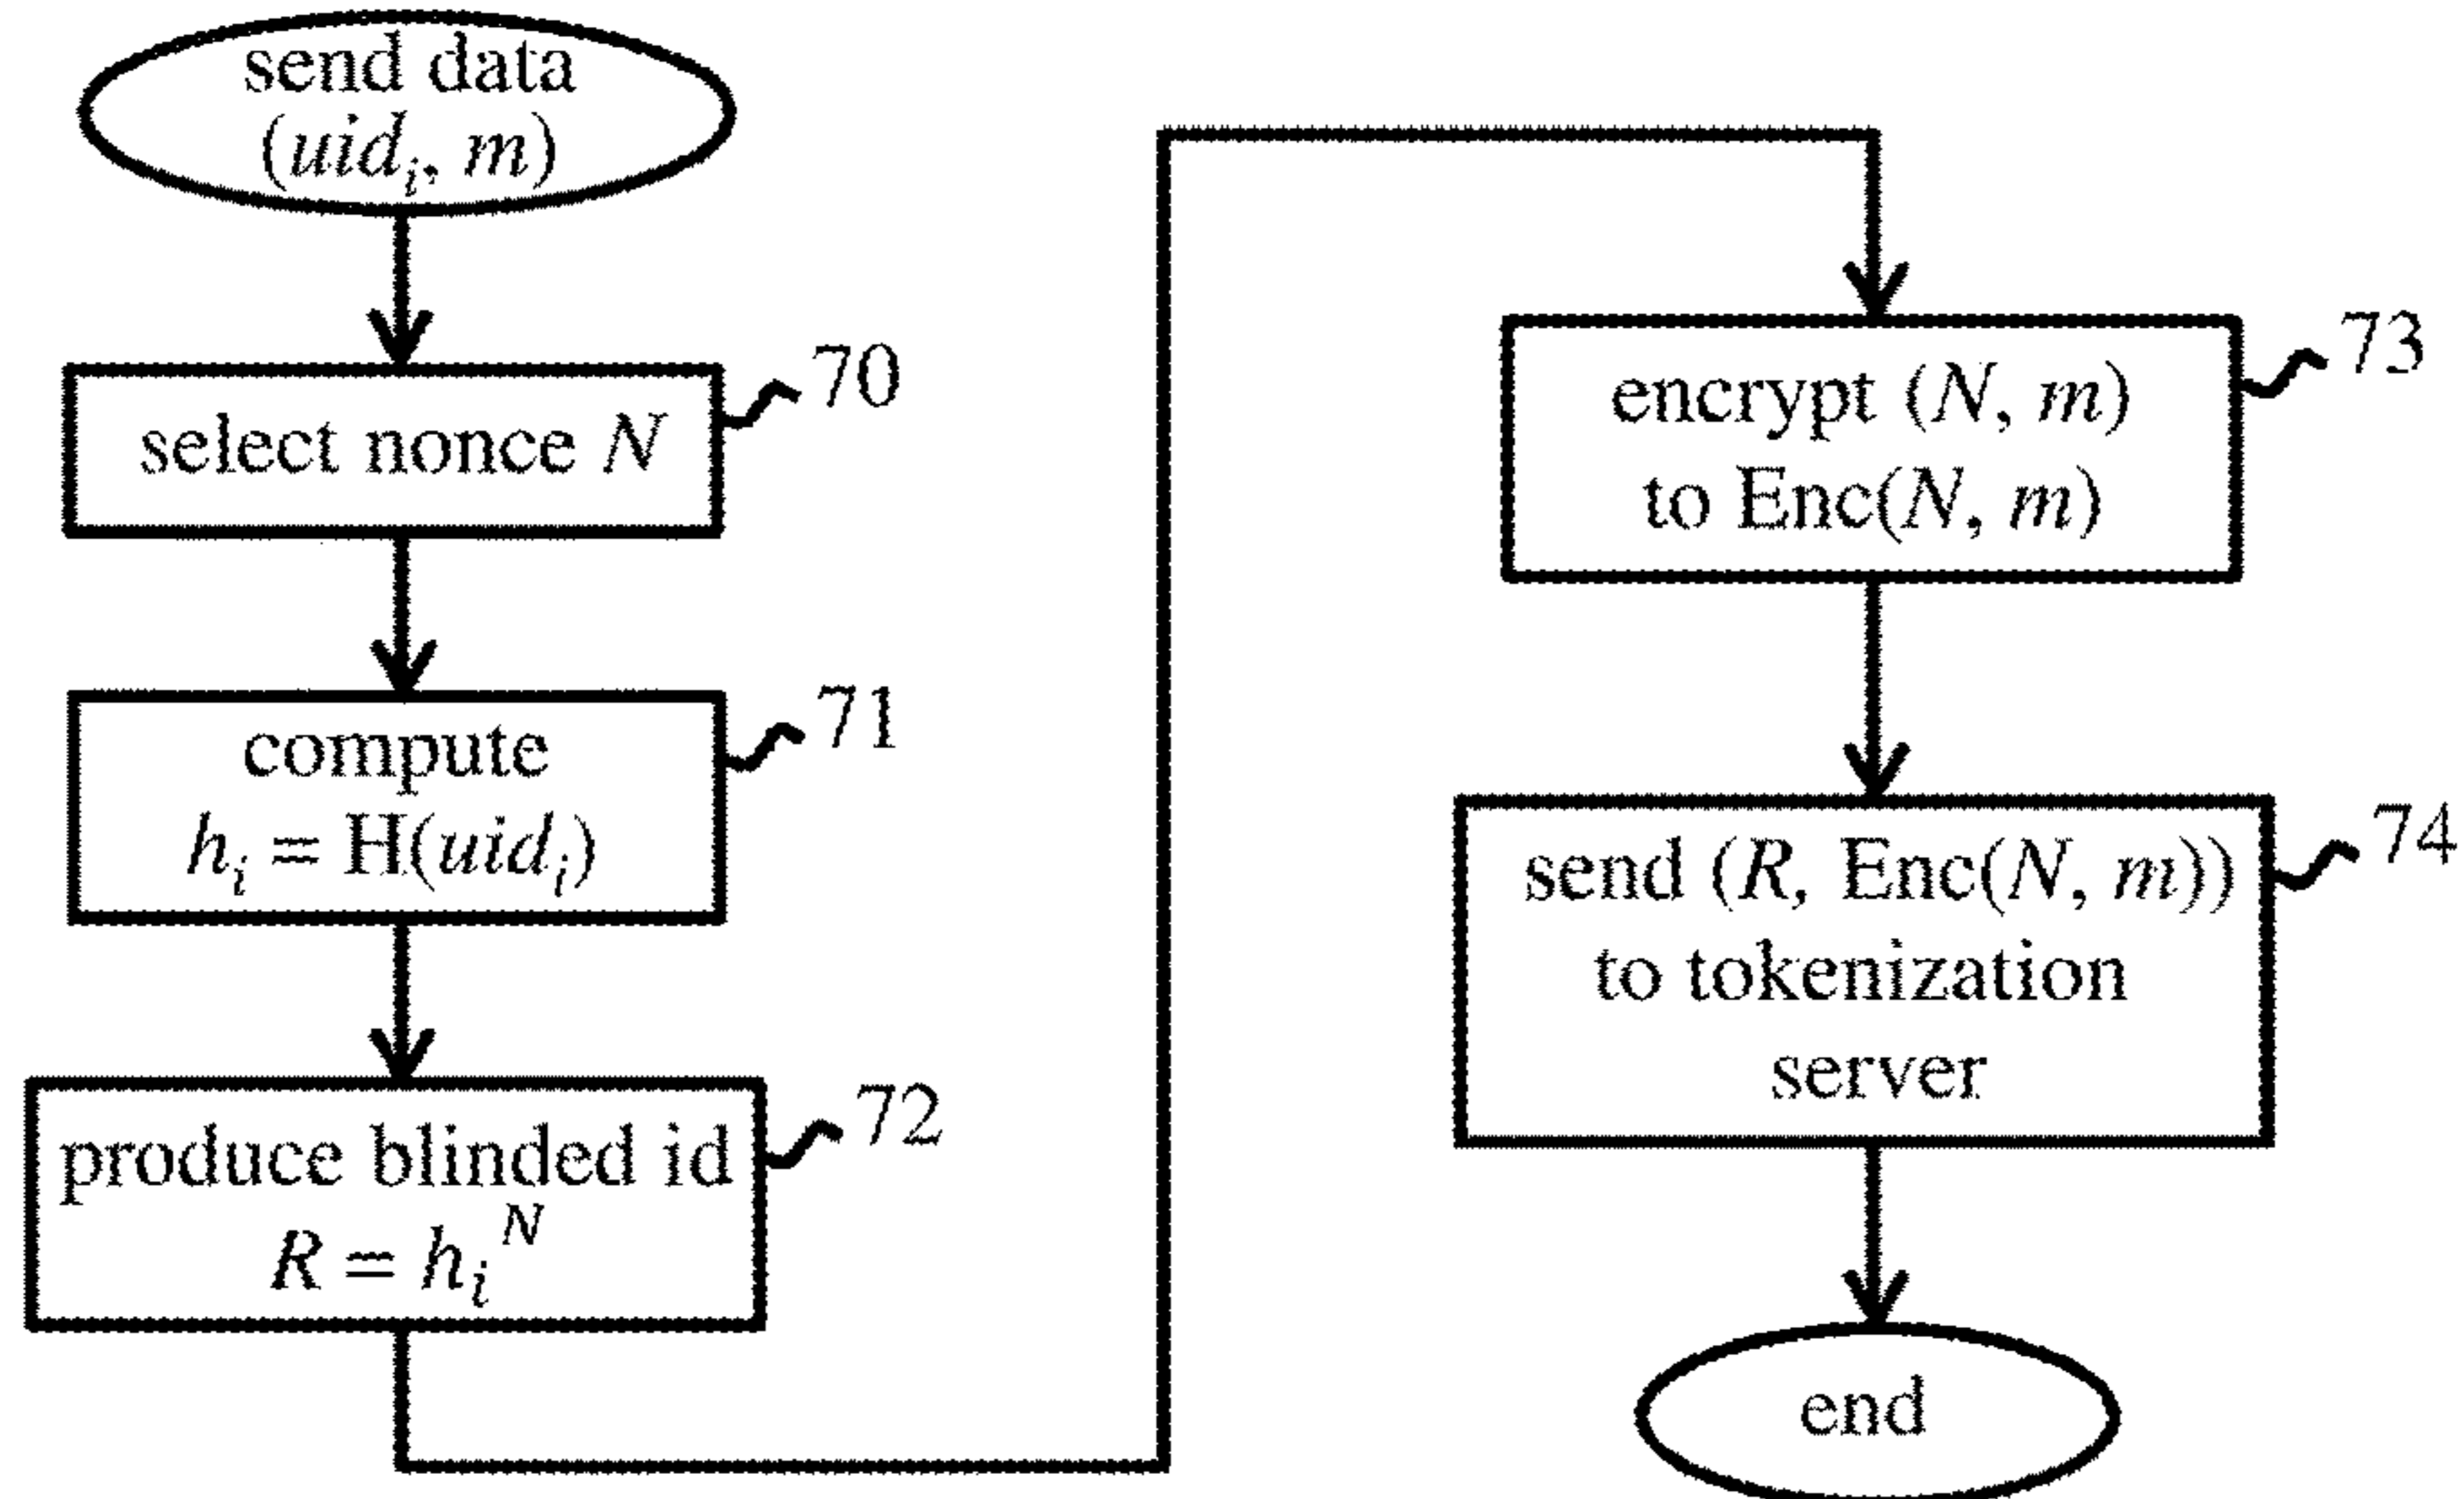 send data
(uid_i, m)
select nonce N
70
compute
h_i = H(uid_i)
71
produce blinded id
R = h_i^N
72
encrypt (N, m)
to Enc(N, m)
73
send (R, Enc(N, m))
to tokenization
server
74
end